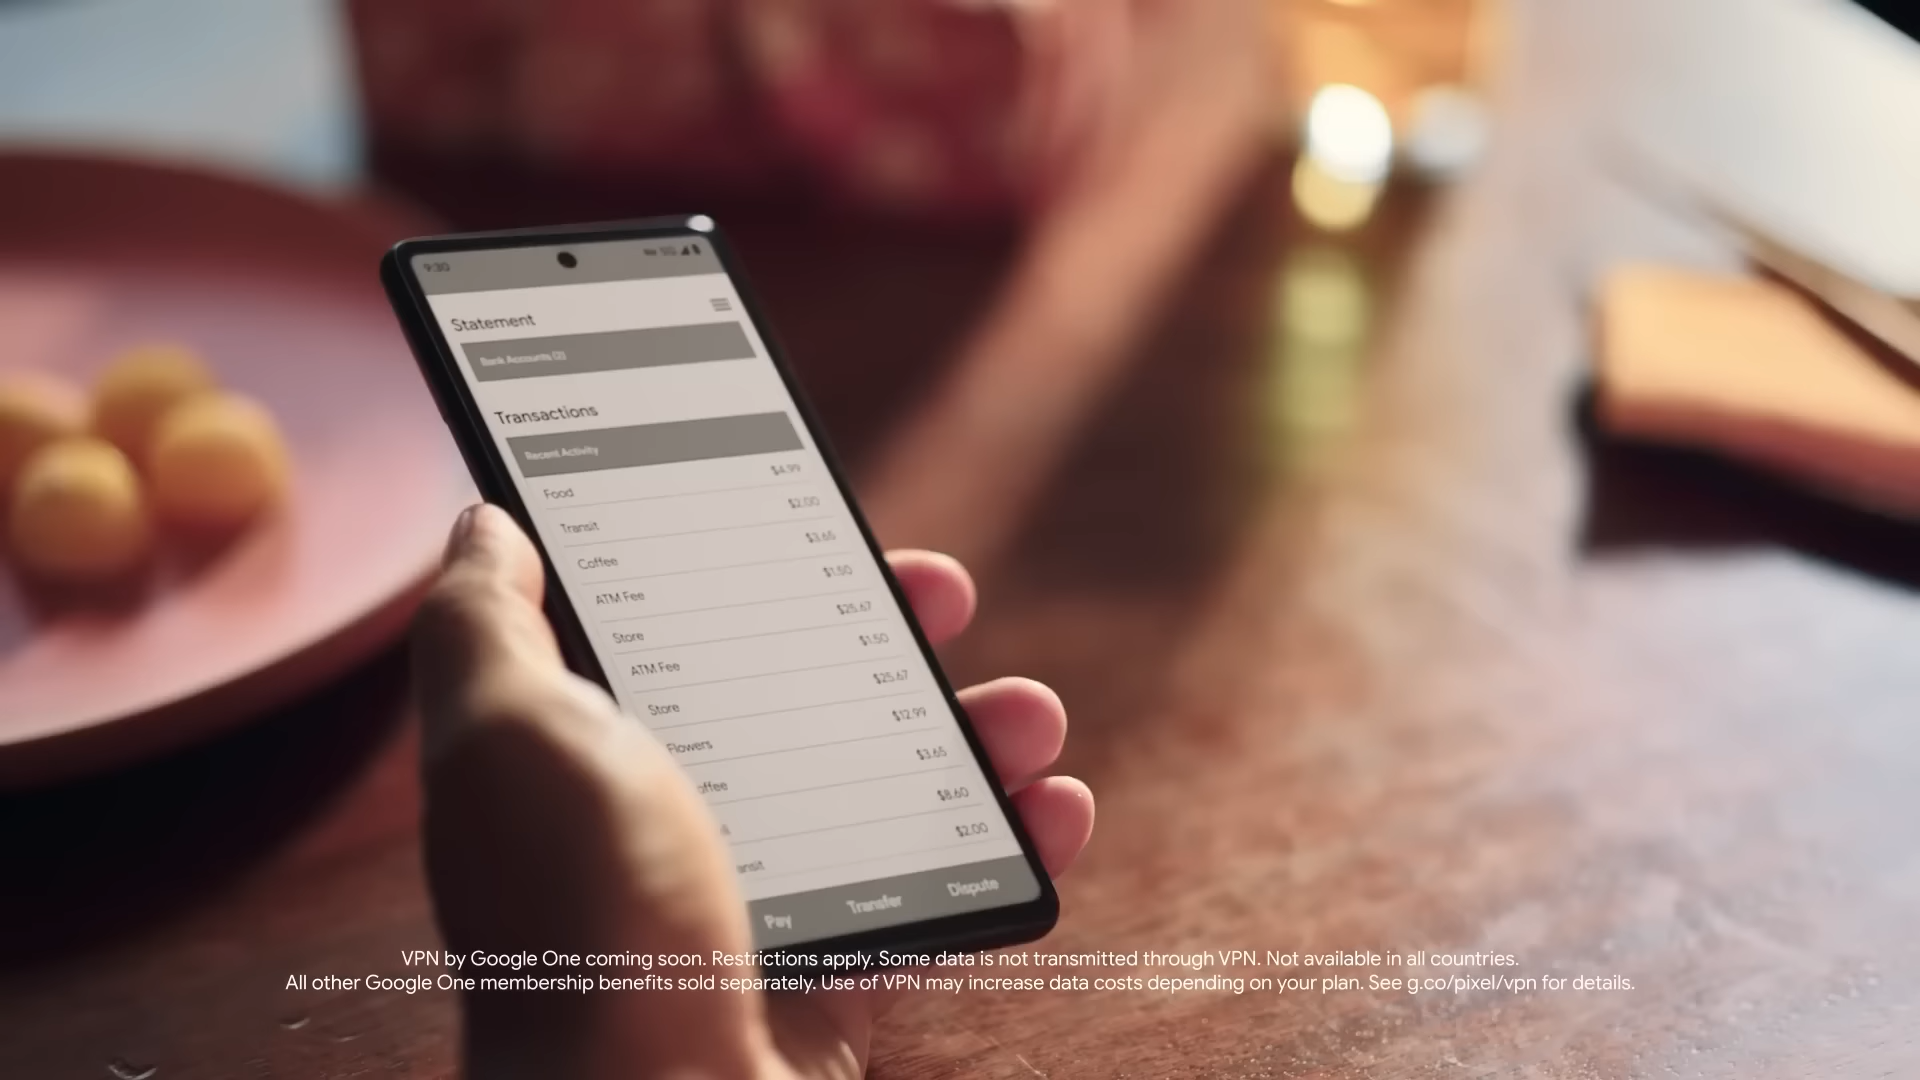 9:30
5G
Statement
Bank Accounts (2)
Transactions
Recent Activity
Food $4.99
Transit $2.00
Coffee $3.65
ATM Fee $1.50
Store $25.67
ATM Fee $1.50
Store $25.67
Flowers $12.99
offee $3.65
$8.60
ansit $2.00
Pay Transfer Dispute
VPN by Google One coming soon. Restrictions apply. Some data is not transmitted through VPN. Not available in all countries.
All other Google One membership benefits sold separately. Use of VPN may increase data costs depending on your plan. See g.co/pixel/vpn for details.